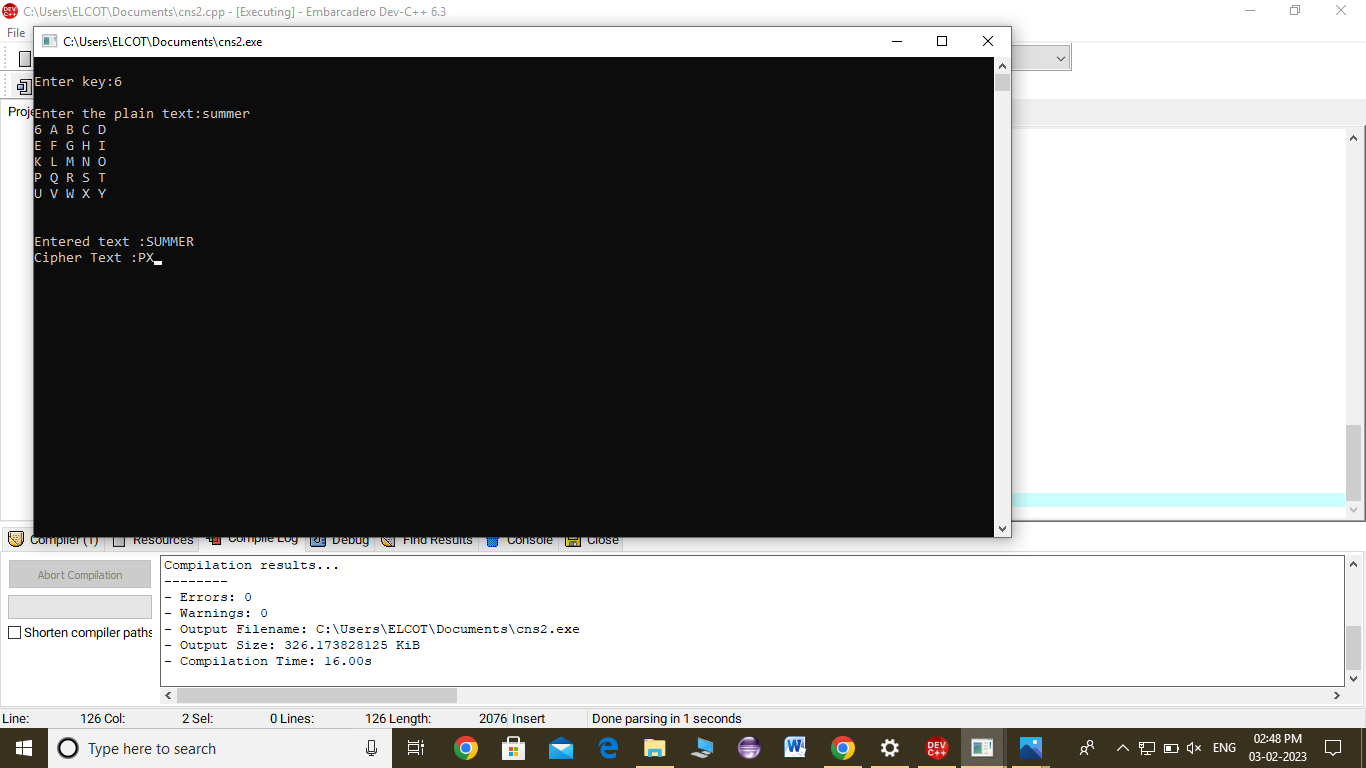 C:\Users\ELCOT\Documents\cns2.cpp - [Executing] - Embarcadero Dev-C++ 6.3
File
C:\Users\ELCOT\Documents\cns2.exe
Enter key:6
Enter the plain text:summer
6 A B C D
E F G H I
K L M N O
P Q R S T
U V W X Y
Entered text :SUMMER
Cipher Text :PX
Proje
Compiler (1) Resources Compile Log Debug Find Results Console Close
Abort Compilation
Shorten compiler paths
Compilation results...
--------
- Errors: 0
- Warnings: 0
- Output Filename: C:\Users\ELCOT\Documents\cns2.exe
- Output Size: 326.173828125 KiB
- Compilation Time: 16.00s
Line: 126 Col: 2 Sel: 0 Lines: 126 Length: 2076 Insert Done parsing in 1 seconds
Type here to search
DEV C++
ENG
02:48 PM
03-02-2023